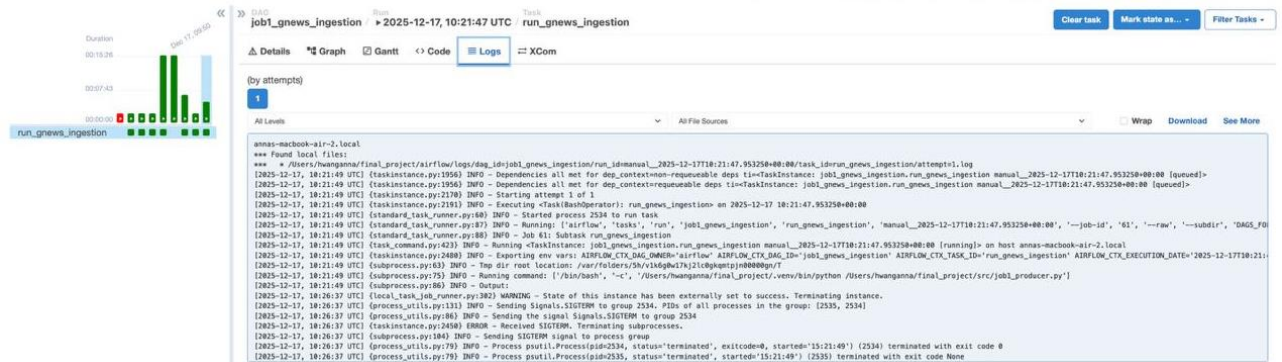 DAG
job1_gnews_ingestion
Run
2025-12-17, 10:21:47 UTC
Task
run_gnews_ingestion
Clear task
Mark state as...
Filter Tasks
Duration
Dec 17, 09:50
00:15:26
00:07:43
00:00:00
run_gnews_ingestion
Details
Graph
Gantt
Code
Logs
XCom
(by attempts)
1
All Levels
All File Sources
Wrap
Download
See More
annas-macbook-air-2.local
*** Found local files:
***   * /Users/hwanganna/final_project/airflow/logs/dag_id=job1_gnews_ingestion/run_id=manual__2025-12-17T10:21:47.953250+00:00/task_id=run_gnews_ingestion/attempt=1.log
[2025-12-17, 10:21:49 UTC] {taskinstance.py:1956} INFO - Dependencies all met for dep_context=non-requeueable deps ti=<TaskInstance: job1_gnews_ingestion.run_gnews_ingestion manual__2025-12-17T10:21:47.953250+00:00 [queued]>
[2025-12-17, 10:21:49 UTC] {taskinstance.py:1956} INFO - Dependencies all met for dep_context=requeueable deps ti=<TaskInstance: job1_gnews_ingestion.run_gnews_ingestion manual__2025-12-17T10:21:47.953250+00:00 [queued]>
[2025-12-17, 10:21:49 UTC] {taskinstance.py:2170} INFO - Starting attempt 1 of 1
[2025-12-17, 10:21:49 UTC] {taskinstance.py:2191} INFO - Executing <Task(BashOperator): run_gnews_ingestion> on 2025-12-17 10:21:47.953250+00:00
[2025-12-17, 10:21:49 UTC] {standard_task_runner.py:60} INFO - Started process 2534 to run task
[2025-12-17, 10:21:49 UTC] {standard_task_runner.py:87} INFO - Running: ['airflow', 'tasks', 'run', 'job1_gnews_ingestion', 'run_gnews_ingestion', 'manual__2025-12-17T10:21:47.953250+00:00', '--job-id', '61', '--raw', '--subdir', 'DAGS_FO
[2025-12-17, 10:21:49 UTC] {standard_task_runner.py:88} INFO - Job 61: Subtask run_gnews_ingestion
[2025-12-17, 10:21:49 UTC] {task_command.py:423} INFO - Running <TaskInstance: job1_gnews_ingestion.run_gnews_ingestion manual__2025-12-17T10:21:47.953250+00:00 [running]> on host annas-macbook-air-2.local
[2025-12-17, 10:21:49 UTC] {taskinstance.py:2480} INFO - Exporting env vars: AIRFLOW_CTX_DAG_OWNER='airflow' AIRFLOW_CTX_DAG_ID='job1_gnews_ingestion' AIRFLOW_CTX_TASK_ID='run_gnews_ingestion' AIRFLOW_CTX_EXECUTION_DATE='2025-12-17T10:21:
[2025-12-17, 10:21:49 UTC] {subprocess.py:63} INFO - Tmp dir root location: /var/folders/5h/v1k6g0w17kj2lc0gkqmtpjn00000gn/T
[2025-12-17, 10:21:49 UTC] {subprocess.py:75} INFO - Running command: ['/bin/bash', '-c', '/Users/hwanganna/final_project/.venv/bin/python /Users/hwanganna/final_project/src/job1_producer.py']
[2025-12-17, 10:21:49 UTC] {subprocess.py:86} INFO - Output:
[2025-12-17, 10:26:37 UTC] {local_task_job_runner.py:302} WARNING - State of this instance has been externally set to success. Terminating instance.
[2025-12-17, 10:26:37 UTC] {process_utils.py:131} INFO - Sending Signals.SIGTERM to group 2534. PIDs of all processes in the group: [2535, 2534]
[2025-12-17, 10:26:37 UTC] {process_utils.py:86} INFO - Sending the signal Signals.SIGTERM to group 2534
[2025-12-17, 10:26:37 UTC] {taskinstance.py:2450} ERROR - Received SIGTERM. Terminating subprocesses.
[2025-12-17, 10:26:37 UTC] {subprocess.py:104} INFO - Sending SIGTERM signal to process group
[2025-12-17, 10:26:37 UTC] {process_utils.py:79} INFO - Process psutil.Process(pid=2534, status='terminated', exitcode=0, started='15:21:49') (2534) terminated with exit code 0
[2025-12-17, 10:26:37 UTC] {process_utils.py:79} INFO - Process psutil.Process(pid=2535, status='terminated', started='15:21:49') (2535) terminated with exit code None